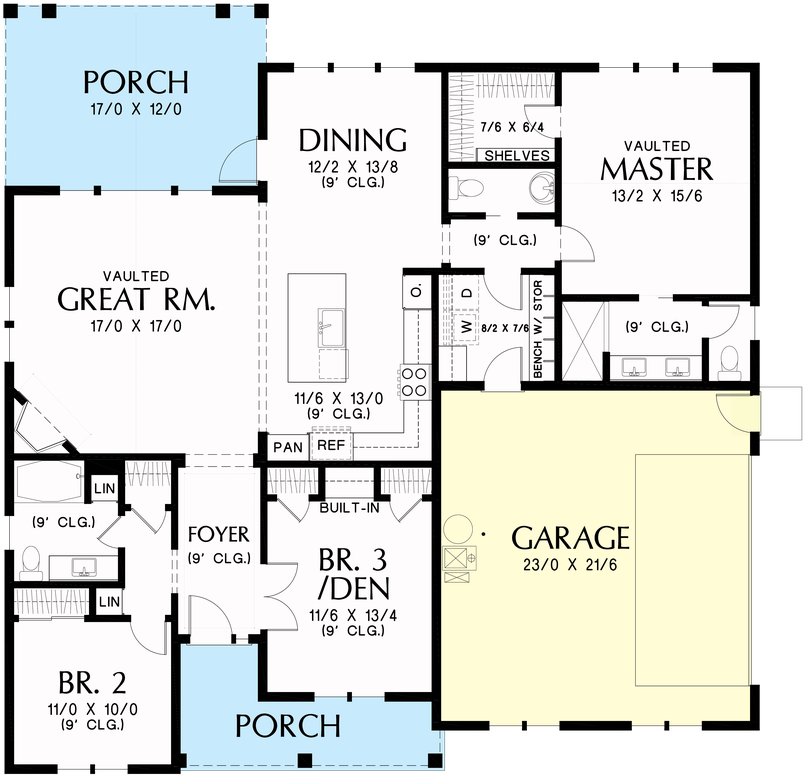 PORCH
17/0 X 12/0
DINING
12/2 X 13/8
(9' CLG.)
7/6 X 6/4
SHELVES
VAULTED
MASTER
13/2 X 15/6
(9' CLG.)
VAULTED
GREAT RM.
17/0 X 17/0
O.
W D
8/2 X 7/6
BENCH W/ STOR
(9' CLG.)
11/6 X 13/0
(9' CLG.)
PAN
REF
LIN
(9' CLG.)
FOYER
(9' CLG.)
BUILT-IN
BR. 3
/DEN
11/6 X 13/4
(9' CLG.)
GARAGE
23/0 X 21/6
LIN
BR. 2
11/0 X 10/0
(9' CLG.)
PORCH